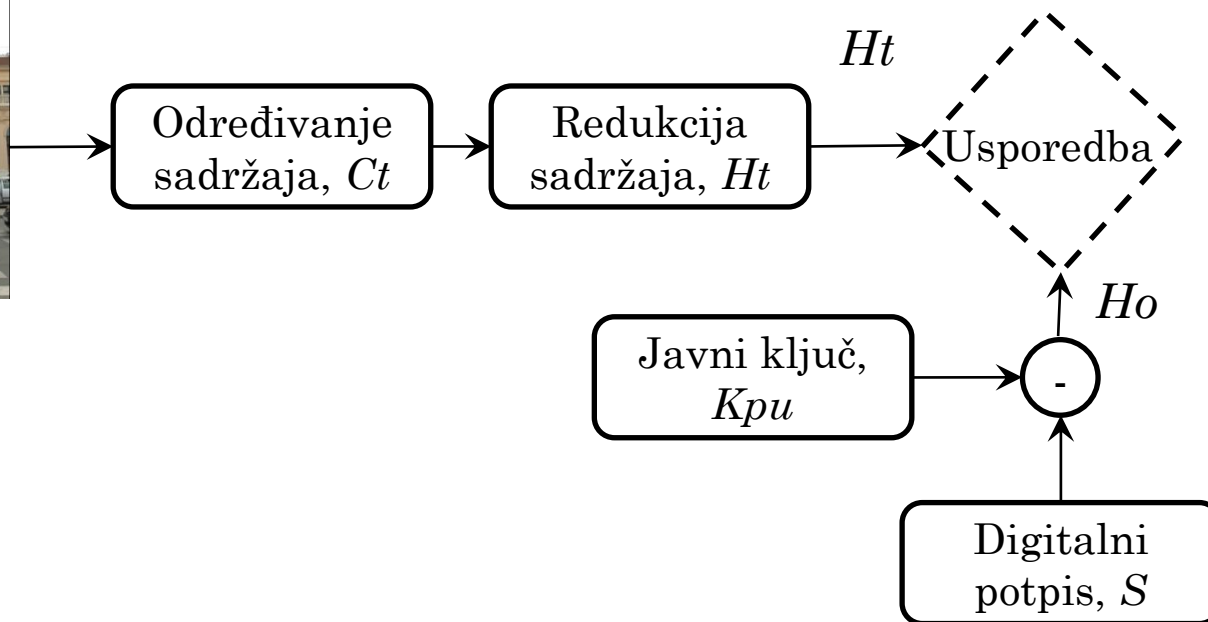 Ht
Određivanje
sadržaja, Ct
Redukcija
sadržaja, Ht
Usporedba
Ho
Javni ključ,
Kpu
-
Digitalni
potpis, S